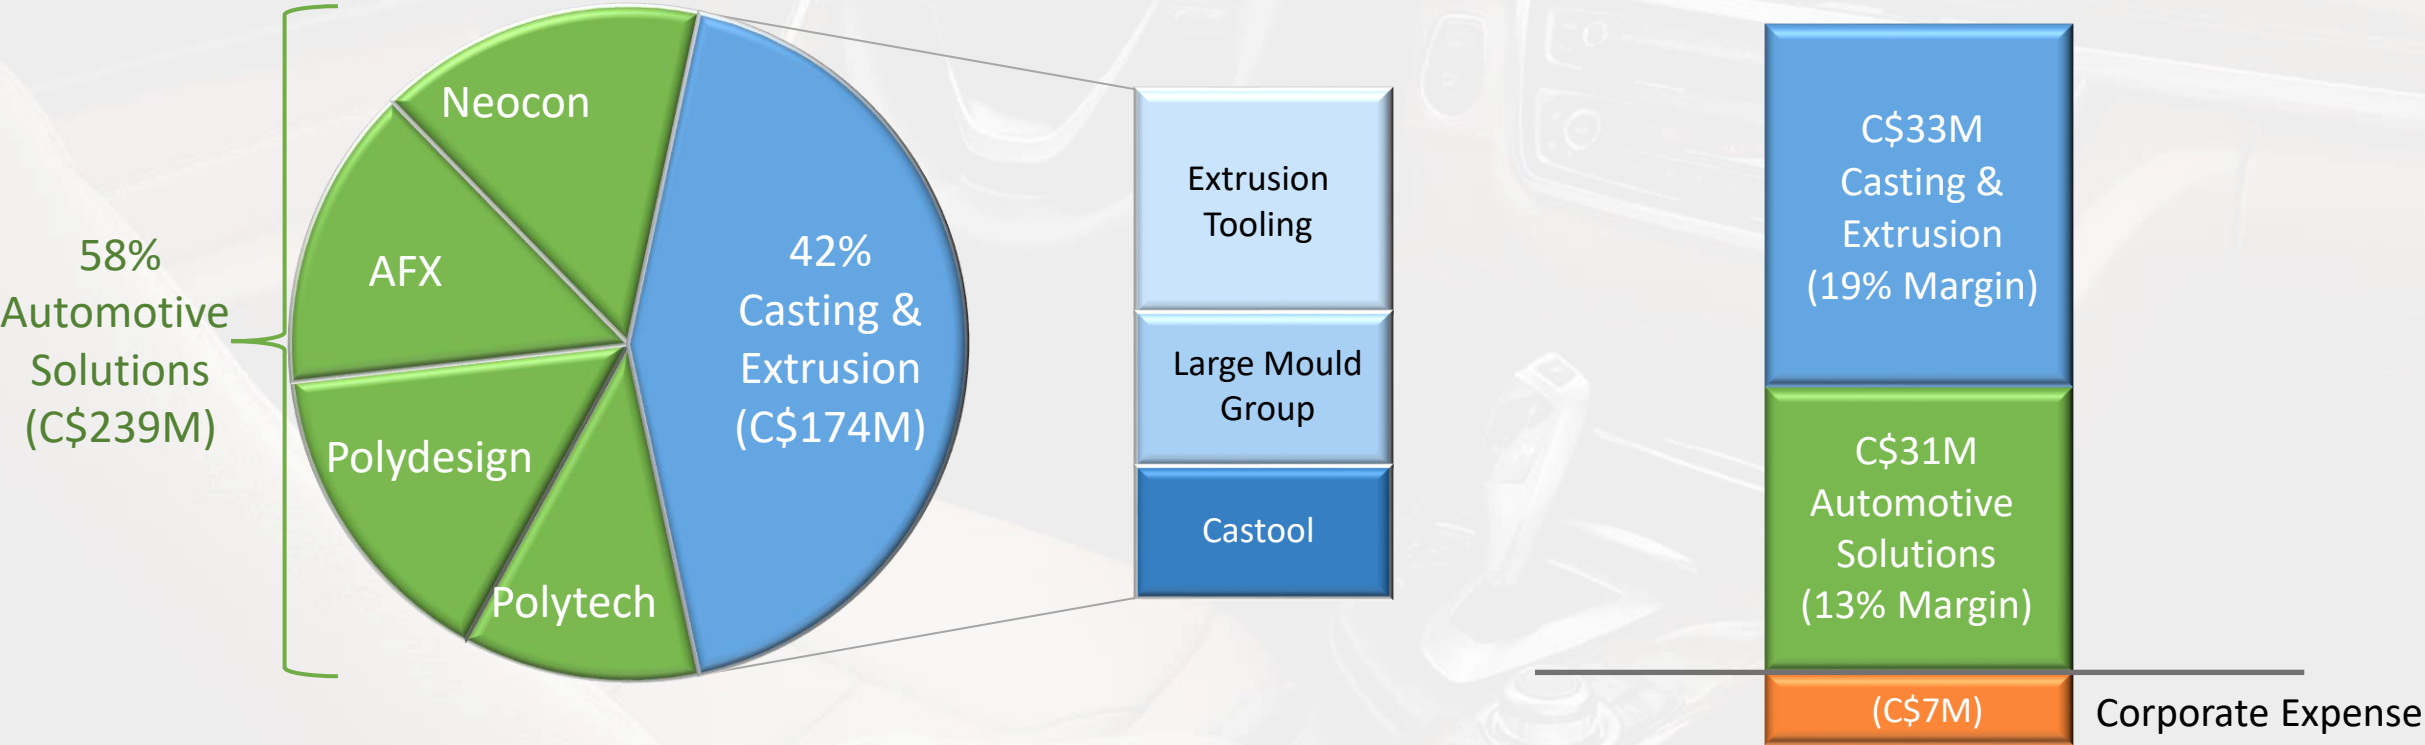 58%
Automotive
Solutions
(C$239M)
Neocon
AFX
Polydesign
Polytech
42%
Casting &
Extrusion
(C$174M)
Extrusion
Tooling
Large Mould
Group
Castool
C$33M
Casting &
Extrusion
(19% Margin)
C$31M
Automotive
Solutions
(13% Margin)
(C$7M)
Corporate Expense